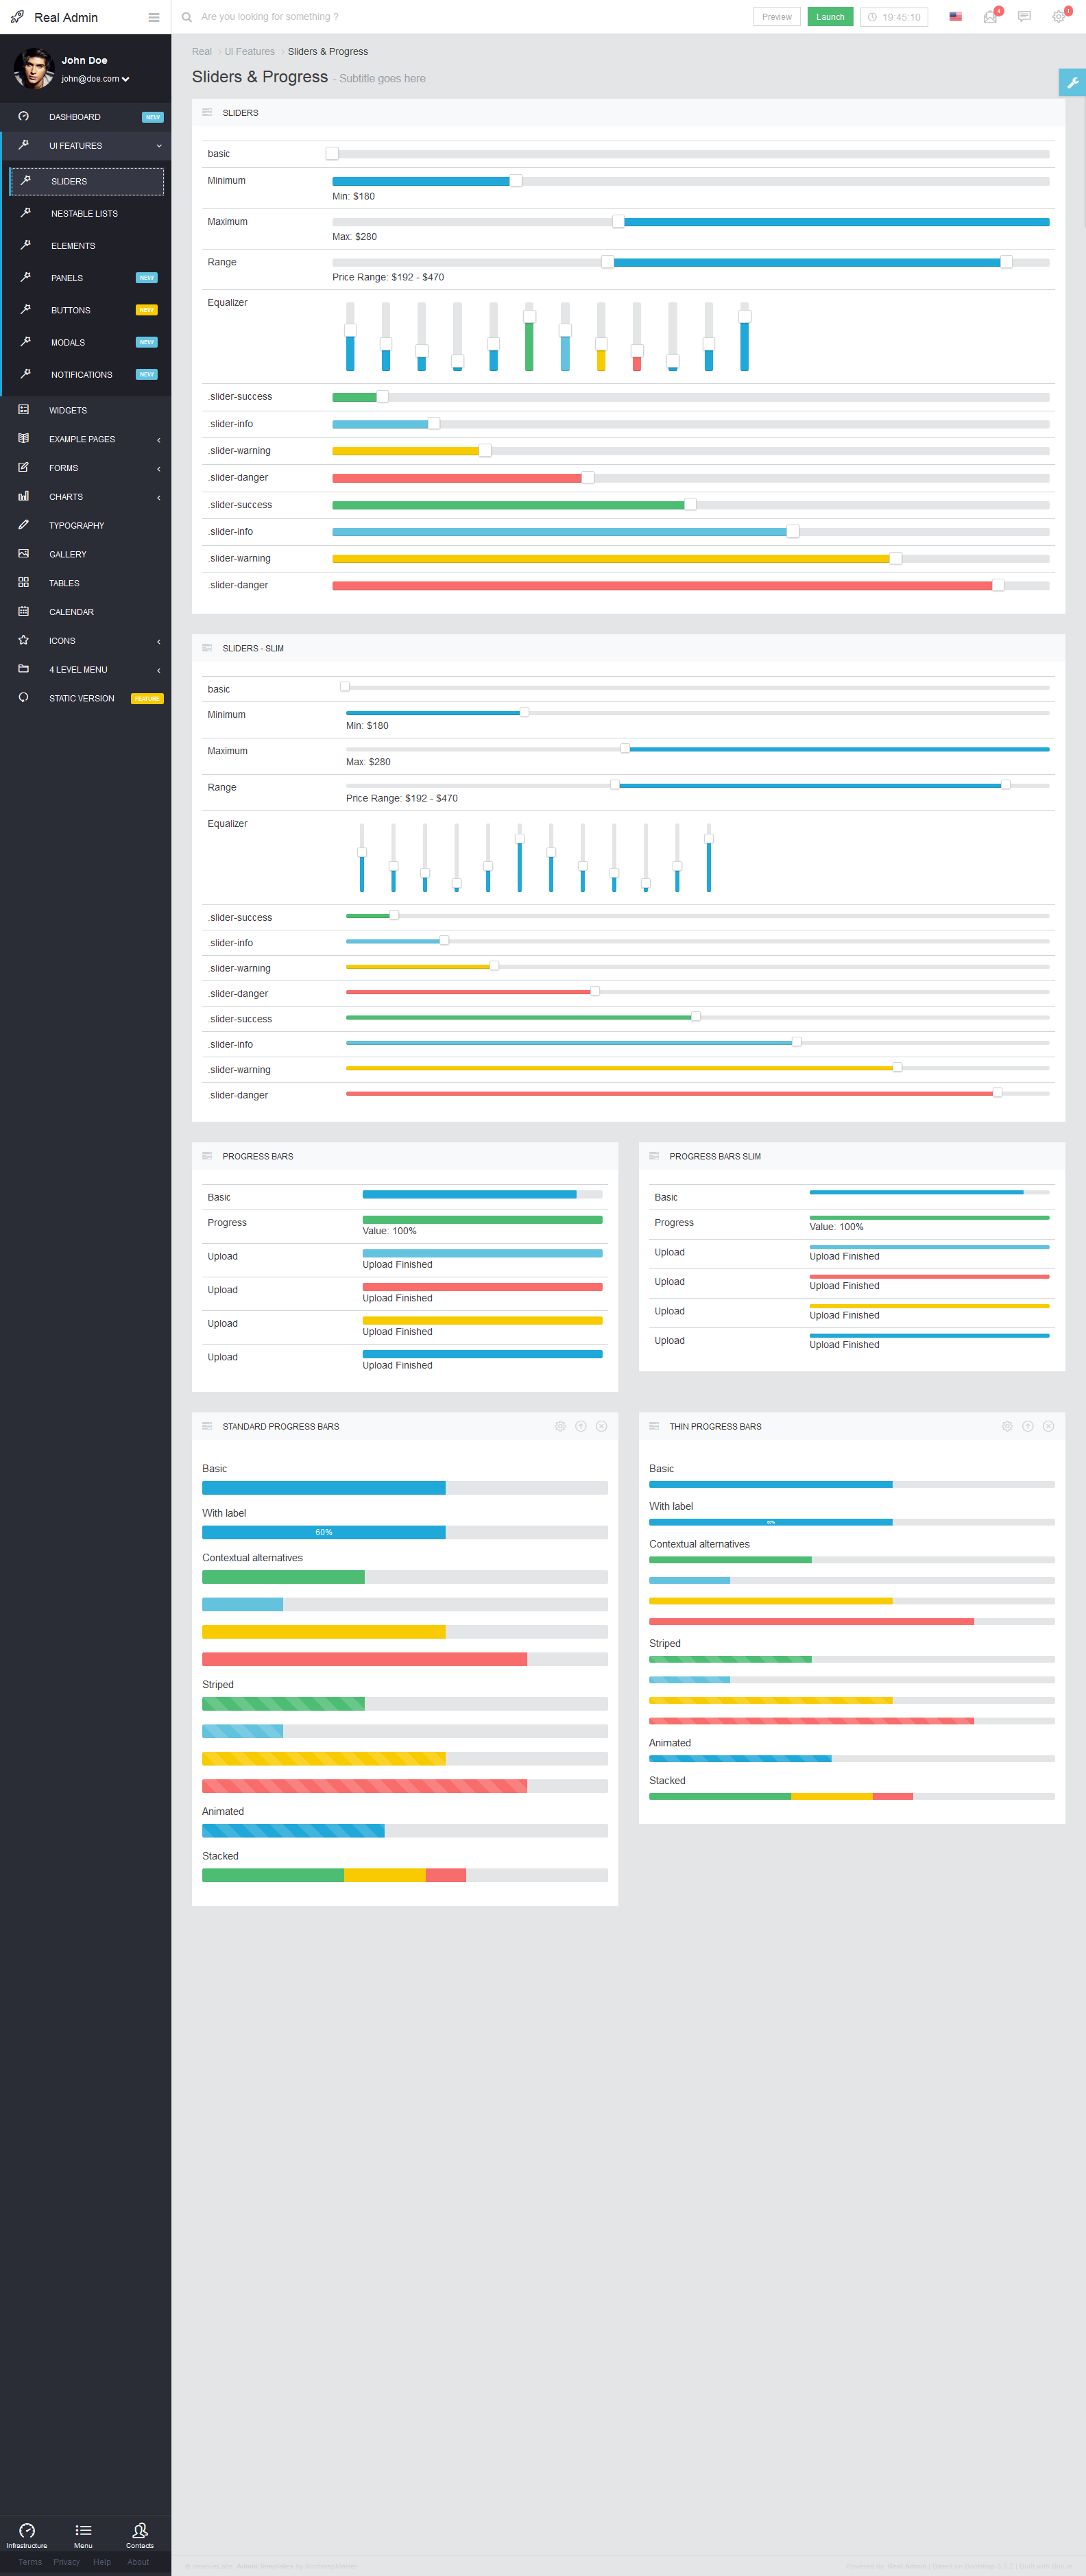 Real Admin
Are you looking for something ?
Preview
Launch
19:45:10
4
1
John Doe
john@doe.com
DASHBOARD NEW
UI FEATURES
SLIDERS
NESTABLE LISTS
ELEMENTS
PANELS NEW
BUTTONS NEW
MODALS NEW
NOTIFICATIONS NEW
WIDGETS
EXAMPLE PAGES
FORMS
CHARTS
TYPOGRAPHY
GALLERY
TABLES
CALENDAR
ICONS
4 LEVEL MENU
STATIC VERSION FEATURE
Infrastructure
Menu
Contacts
Terms Privacy Help About
Real › UI Features › Sliders & Progress
Sliders & Progress - Subtitle goes here
SLIDERS
basic
Minimum
Min: $180
Maximum
Max: $280
Range
Price Range: $192 - $470
Equalizer
.slider-success
.slider-info
.slider-warning
.slider-danger
.slider-success
.slider-info
.slider-warning
.slider-danger
SLIDERS - SLIM
basic
Minimum
Min: $180
Maximum
Max: $280
Range
Price Range: $192 - $470
Equalizer
.slider-success
.slider-info
.slider-warning
.slider-danger
.slider-success
.slider-info
.slider-warning
.slider-danger
PROGRESS BARS
Basic
Progress
Value: 100%
Upload
Upload Finished
Upload
Upload Finished
Upload
Upload Finished
Upload
Upload Finished
PROGRESS BARS SLIM
Basic
Progress
Value: 100%
Upload
Upload Finished
Upload
Upload Finished
Upload
Upload Finished
Upload
Upload Finished
STANDARD PROGRESS BARS
Basic
With label
60%
Contextual alternatives
Striped
Animated
Stacked
THIN PROGRESS BARS
Basic
With label
60%
Contextual alternatives
Striped
Animated
Stacked